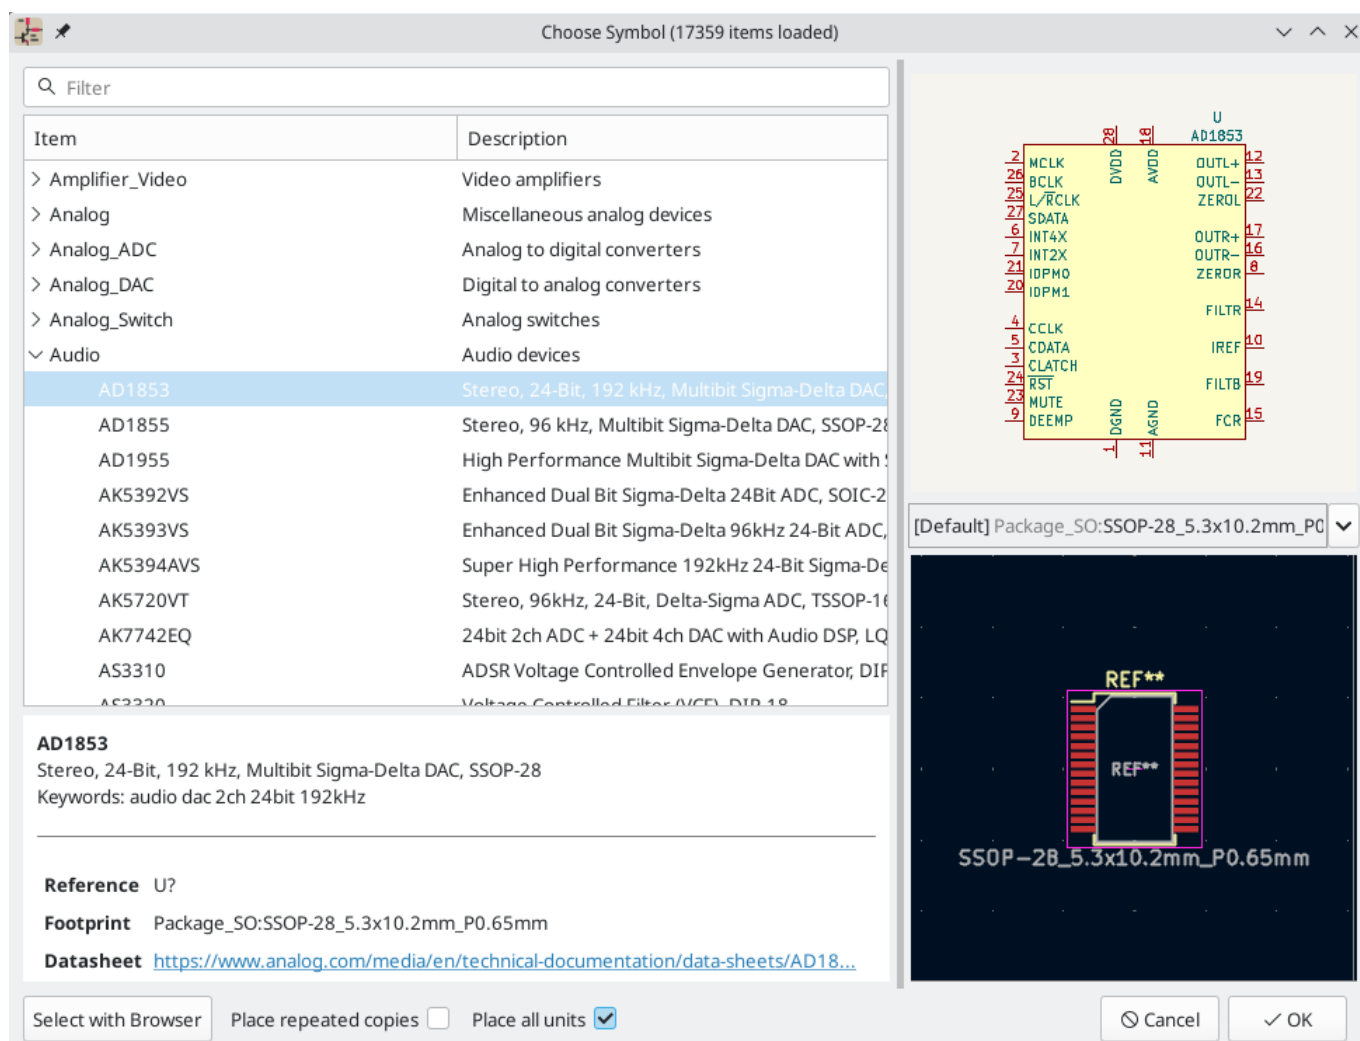 Choose Symbol (17359 items loaded)
Filter
Item Description
Amplifier_Video Video amplifiers
Analog Miscellaneous analog devices
Analog_ADC Analog to digital converters
Analog_DAC Digital to analog converters
Analog_Switch Analog switches
Audio Audio devices
AD1853 Stereo, 24-Bit, 192 kHz, Multibit Sigma-Delta DAC,
AD1855 Stereo, 96 kHz, Multibit Sigma-Delta DAC, SSOP-28
AD1955 High Performance Multibit Sigma-Delta DAC with
AK5392VS Enhanced Dual Bit Sigma-Delta 24Bit ADC, SOIC-2
AK5393VS Enhanced Dual Bit Sigma-Delta 96kHz 24-Bit ADC,
AK5394AVS Super High Performance 192kHz 24-Bit Sigma-De
AK5720VT Stereo, 96kHz, 24-Bit, Delta-Sigma ADC, TSSOP-16
AK7742EQ 24bit 2ch ADC + 24bit 4ch DAC with Audio DSP, LQ
AS3310 ADSR Voltage Controlled Envelope Generator, DIP
AS3320 Voltage Controlled Filter (VCF), DIP-18
AD1853
Stereo, 24-Bit, 192 kHz, Multibit Sigma-Delta DAC, SSOP-28
Keywords: audio dac 2ch 24bit 192kHz
Reference U?
Footprint Package_SO:SSOP-28_5.3x10.2mm_P0.65mm
Datasheet https://www.analog.com/media/en/technical-documentation/data-sheets/AD18...
Select with Browser Place repeated copies Place all units Cancel OK
U
AD1853
28 DVDD
18 AVDD
2 MCLK
26 BCLK
25 L/RCLK
27 SDATA
6 INT4X
7 INT2X
21 IDPM0
20 IDPM1
4 CCLK
5 CDATA
3 CLATCH
24 RST
23 MUTE
9 DEEMP
OUTL+ 12
OUTL- 13
ZEROL 22
OUTR+ 17
OUTR- 16
ZEROR 8
FILTR 14
IREF 10
FILTB 19
FCR 15
DGND 1
AGND 11
[Default] Package_SO:SSOP-28_5.3x10.2mm_P0
REF**
REF**
SSOP-28_5.3x10.2mm_P0.65mm